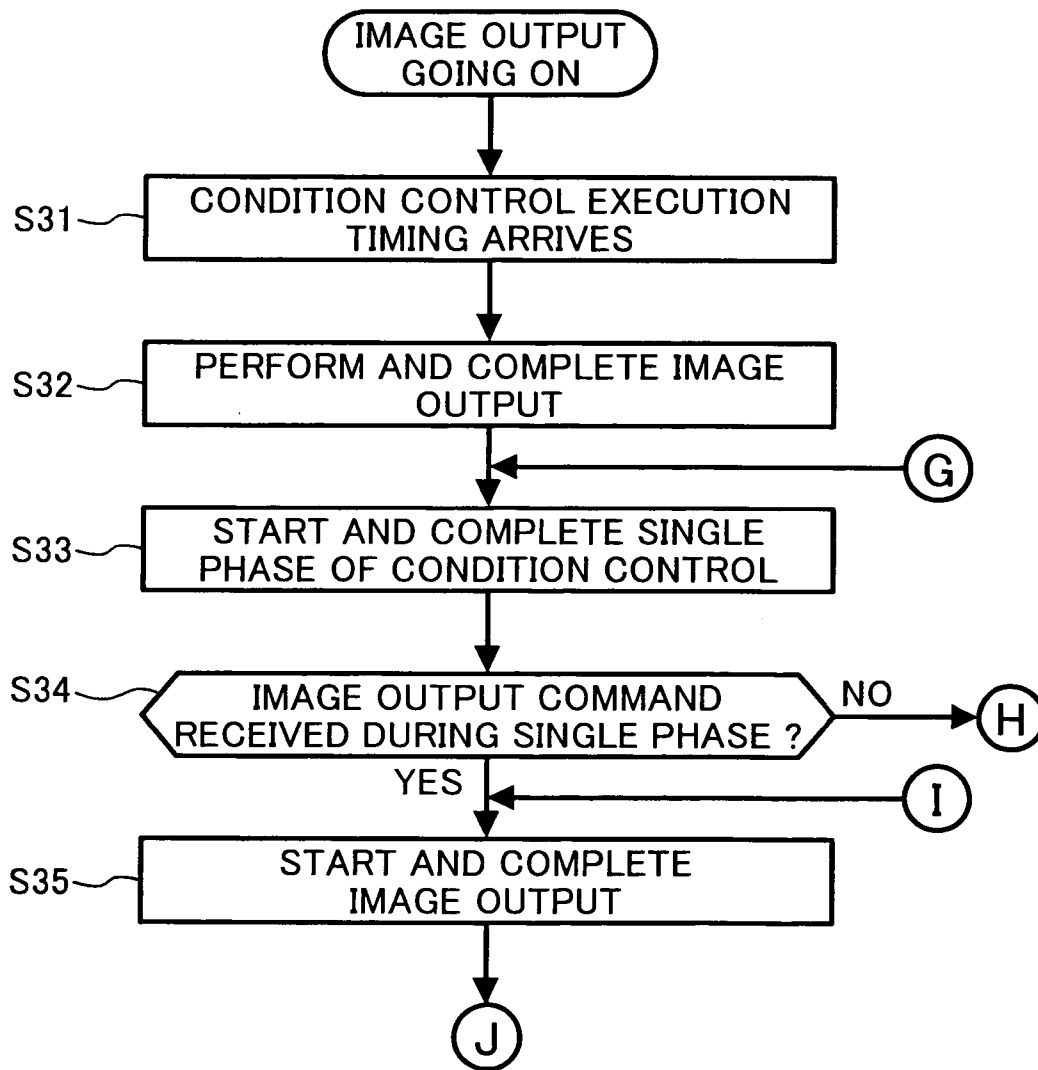 IMAGE OUTPUT
GOING ON
S31
CONDITION CONTROL EXECUTION
TIMING ARRIVES
S32
PERFORM AND COMPLETE IMAGE
OUTPUT
G
S33
START AND COMPLETE SINGLE
PHASE OF CONDITION CONTROL
S34
IMAGE OUTPUT COMMAND
RECEIVED DURING SINGLE PHASE ?
NO
H
YES
I
S35
START AND COMPLETE
IMAGE OUTPUT
J